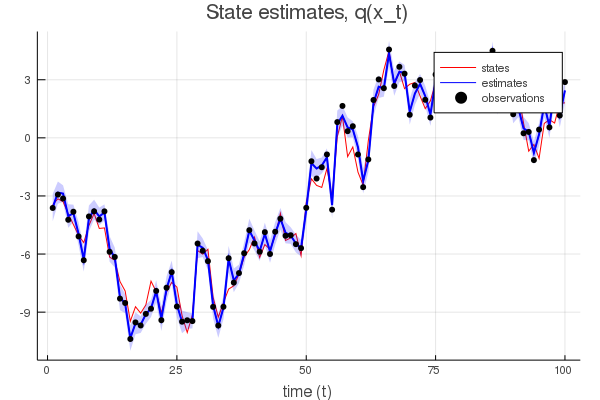 State estimates, q(x_t)
states
estimates
observations
3
0
-3
-6
-9
0 25 50 75 100
time (t)